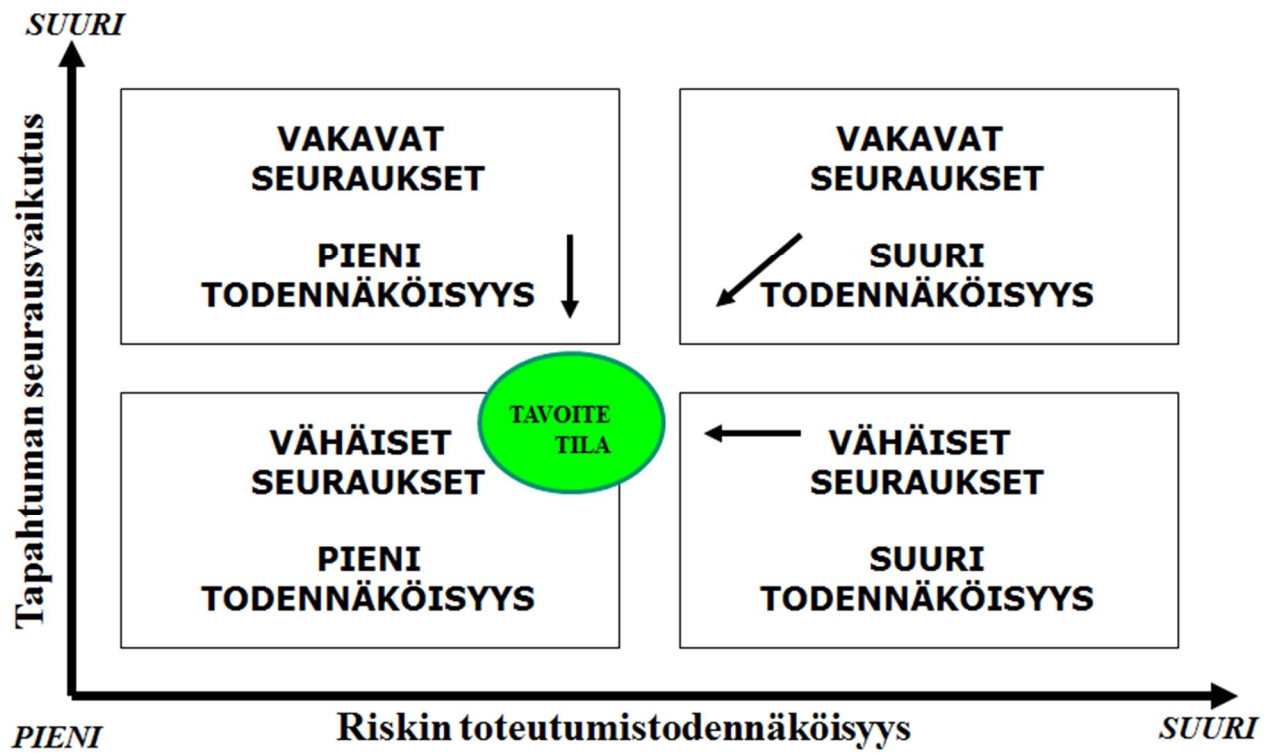 SUURI
Tapahtuman seurausvaikutus
VAKAVAT
SEURAUKSET
PIENI
TODENNÄKÖISYYS
VAKAVAT
SEURAUKSET
SUURI
TODENNÄKÖISYYS
TAVOITE
TILA
VÄHÄISET
SEURAUKSET
PIENI
TODENNÄKÖISYYS
VÄHÄISET
SEURAUKSET
SUURI
TODENNÄKÖISYYS
PIENI
Riskin toteutumistodennäköisyys
SUURI